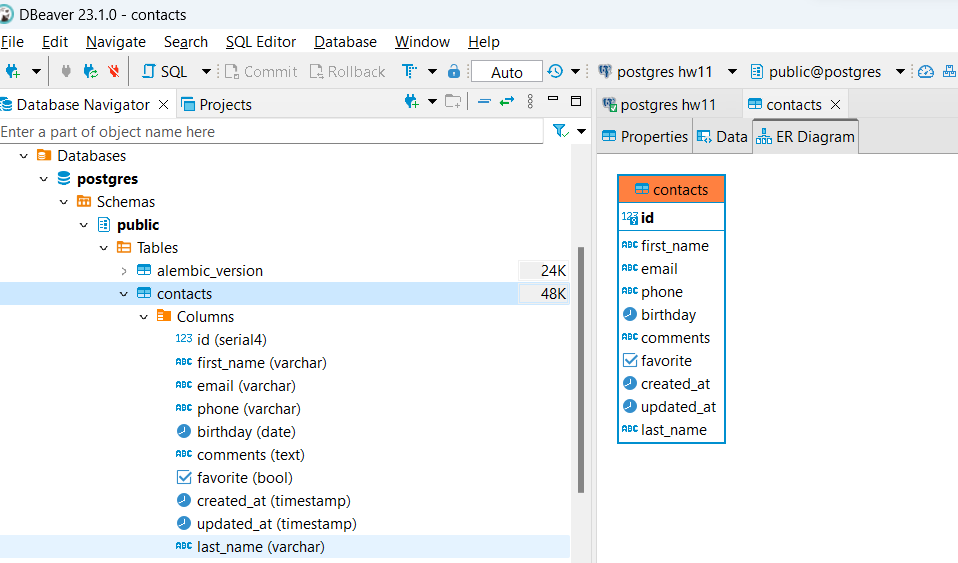 DBeaver 23.1.0 - contacts
File Edit Navigate Search SQL Editor Database Window Help
SQL Commit Rollback Auto postgres hw11 public@postgres
Database Navigator Projects
Enter a part of object name here
Databases
postgres
Schemas
public
Tables
alembic_version 24K
contacts 48K
Columns
123 id (serial4)
ABC first_name (varchar)
ABC email (varchar)
ABC phone (varchar)
birthday (date)
ABC comments (text)
favorite (bool)
created_at (timestamp)
updated_at (timestamp)
ABC last_name (varchar)
postgres hw11 contacts
Properties Data ER Diagram
contacts
123 id
ABC first_name
ABC email
ABC phone
birthday
ABC comments
favorite
created_at
updated_at
ABC last_name